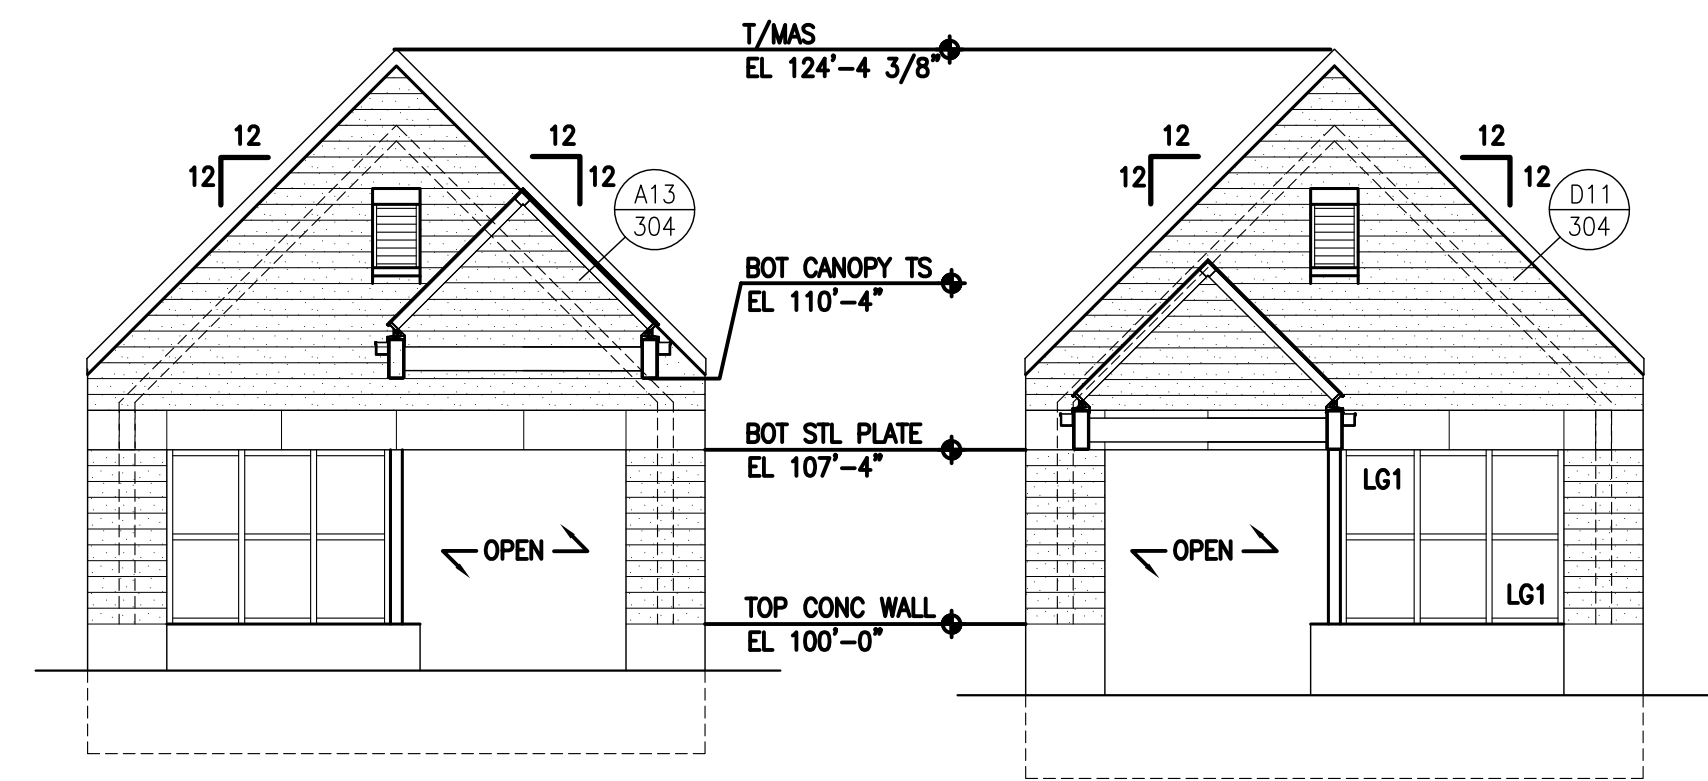 T/MAS
EL 124'-4 3/8"
12
12
12
12
A13
304
12
12
12
12
D11
304
BOT CANOPY TS
EL 110'-4"
BOT STL PLATE
EL 107'-4"
LG1
OPEN
OPEN
LG1
TOP CONC WALL
EL 100'-0"